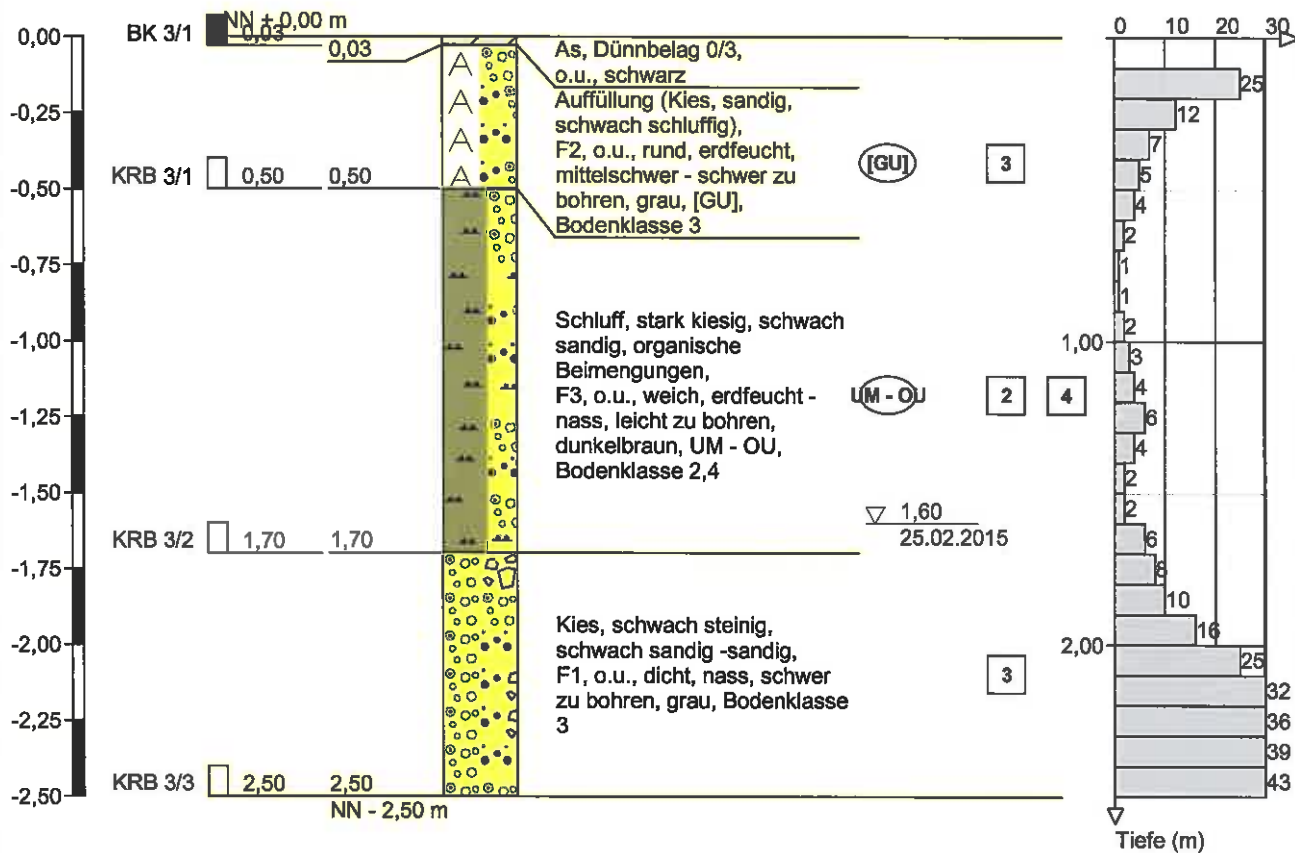 NN ± 0,00 m
0 10 20 30
0,00
BK 3/1
0,03
0,03
As, Dünnbelag 0/3,
o.u., schwarz
25
-0,25
Auffüllung (Kies, sandig,
schwach schluffig),
F2, o.u., rund, erdfeucht,
mittelschwer - schwer zu
bohren, grau, [GU],
Bodenklasse 3
A
A
A
A
[GU]
3
12
7
5
-0,50
KRB 3/1
0,50
0,50
4
2
-0,75
1
1
2
-1,00
1,00
Schluff, stark kiesig, schwach
sandig, organische
Beimengungen,
F3, o.u., weich, erdfeucht -
nass, leicht zu bohren,
dunkelbraun, UM - OU,
Bodenklasse 2,4
UM - OU
2
4
3
4
6
4
-1,25
-1,50
2
2
1,60
25.02.2015
KRB 3/2
1,70
1,70
6
-1,75
8
10
16
-2,00
2,00
Kies, schwach steinig,
schwach sandig -sandig,
F1, o.u., dicht, nass, schwer
zu bohren, grau, Bodenklasse
3
3
25
32
-2,25
36
39
43
-2,50
KRB 3/3
2,50
2,50
NN - 2,50 m
Tiefe (m)